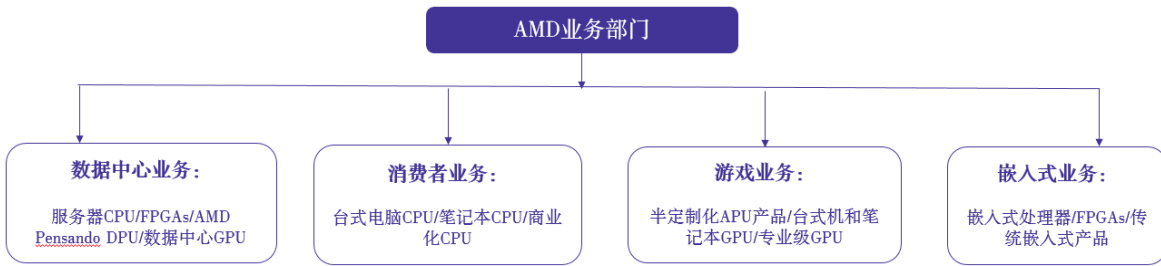 AMD业务部门
数据中心业务：
服务器CPU/FPGAs/AMD
Pensando DPU/数据中心GPU
消费者业务：
台式电脑CPU/笔记本CPU/商业
化CPU
游戏业务：
半定制化APU产品/台式机和笔
记本GPU/专业级GPU
嵌入式业务：
嵌入式处理器/FPGAs/传
统嵌入式产品